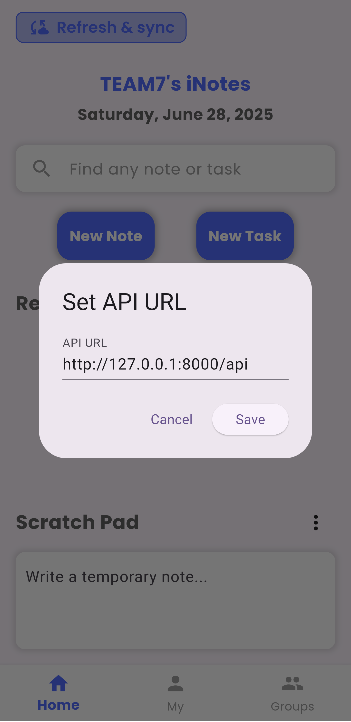 Refresh & sync
TEAM7's iNotes
Saturday, June 28, 2025
Find any note or task
New Note
New Task
Set API URL
API URL
http://127.0.0.1:8000/api
Cancel
Save
Scratch Pad
Write a temporary note...
Home
My
Groups